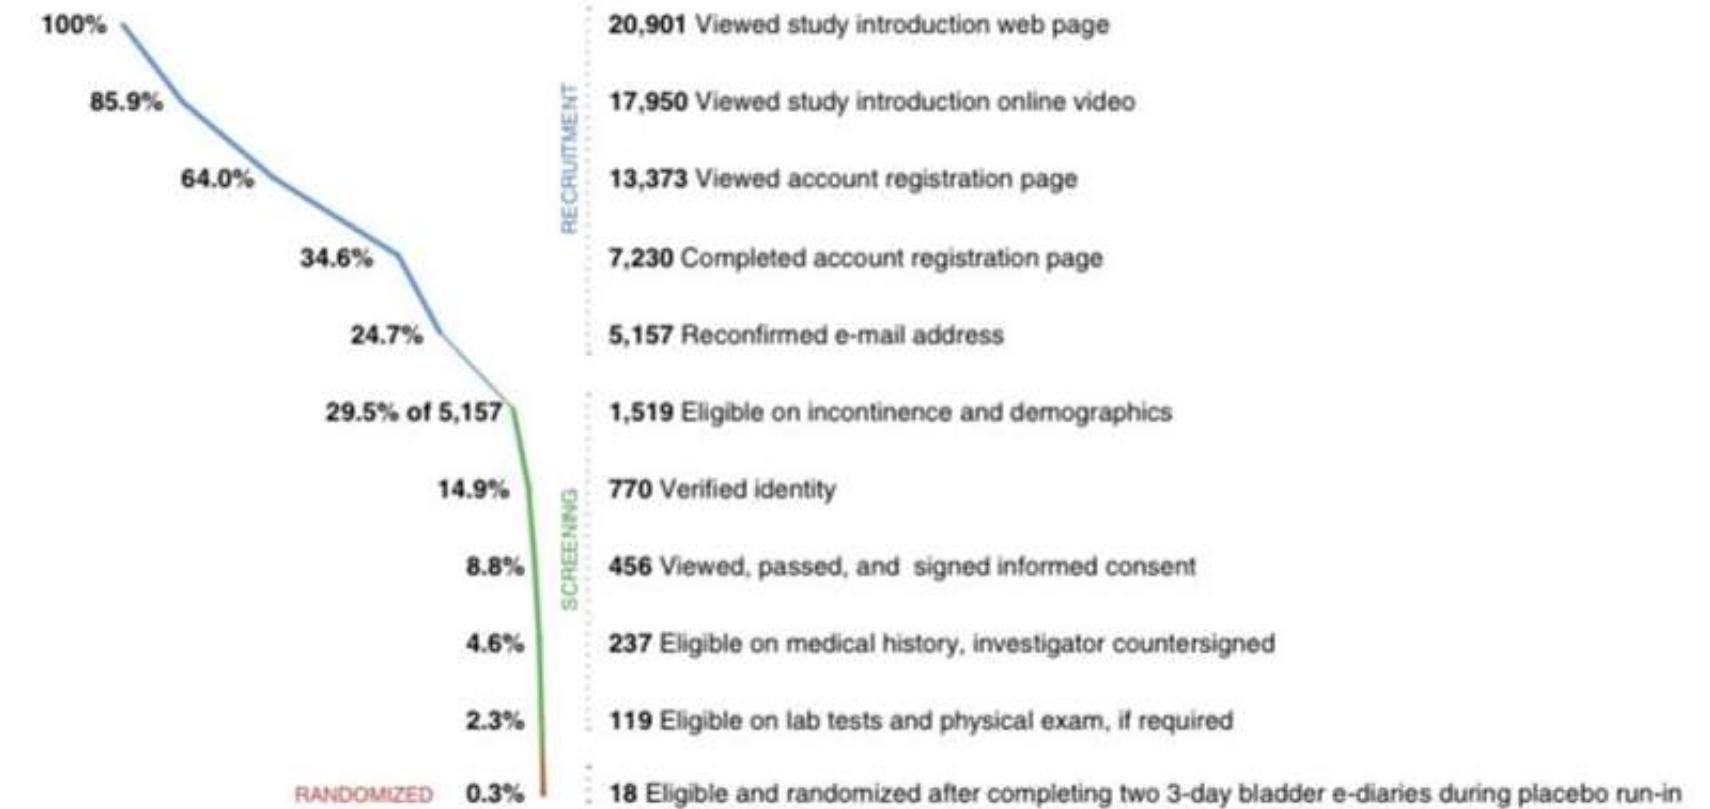 100% 20,901 Viewed study introduction web page
85.9% 17,950 Viewed study introduction online video
RECRUITMENT
64.0% 13,373 Viewed account registration page
34.6% 7,230 Completed account registration page
24.7% 5,157 Reconfirmed e-mail address
29.5% of 5,157 1,519 Eligible on incontinence and demographics
14.9% 770 Verified identity
SCREENING
8.8% 456 Viewed, passed, and signed informed consent
4.6% 237 Eligible on medical history, investigator countersigned
2.3% 119 Eligible on lab tests and physical exam, if required
RANDOMIZED 0.3% 18 Eligible and randomized after completing two 3-day bladder e-diaries during placebo run-in